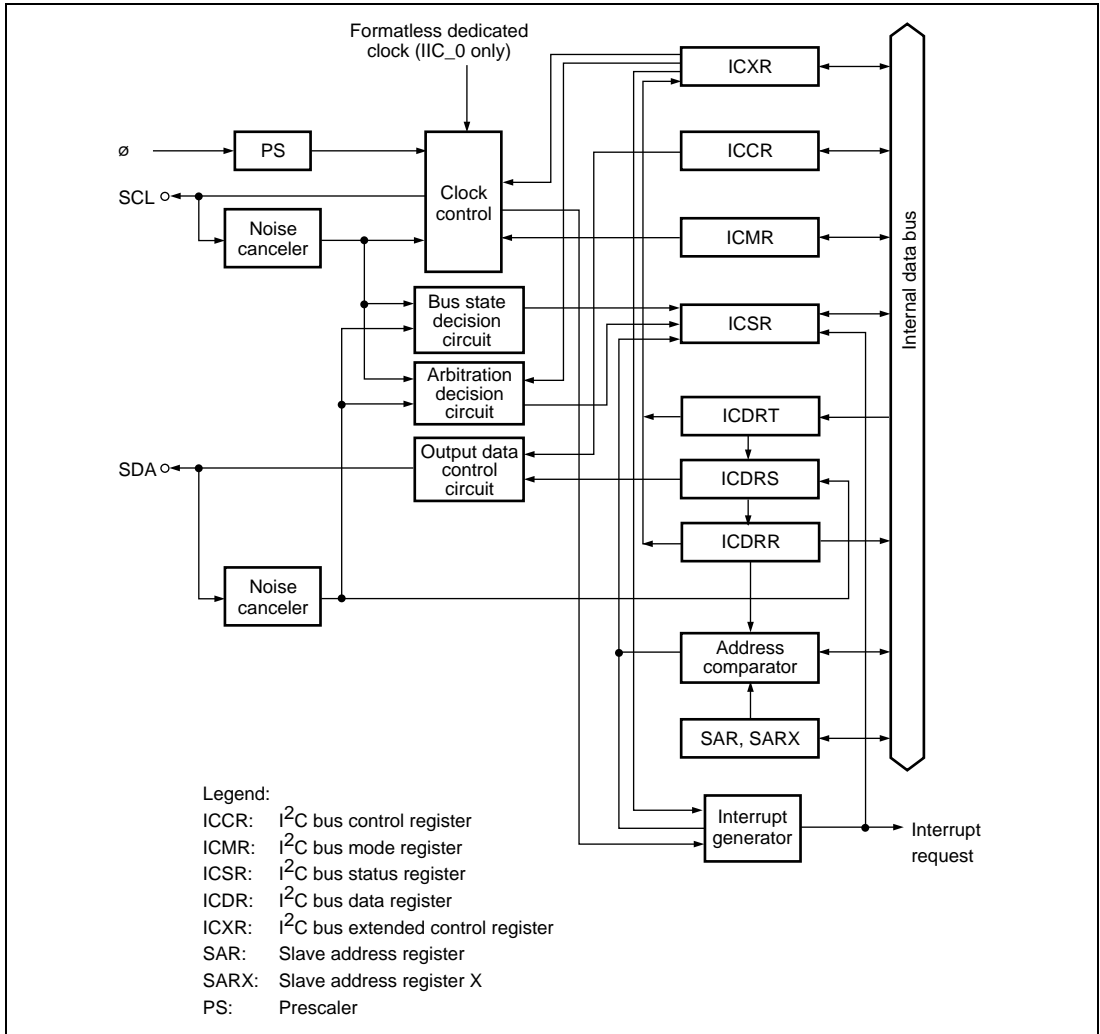 Formatless dedicated
clock (IIC_0 only)
ICXR
ø
PS
ICCR
SCL
Clock
control
Noise
canceler
ICMR
Internal data bus
Bus state
decision
circuit
ICSR
Arbitration
decision
circuit
ICDRT
SDA
Output data
control
circuit
ICDRS
ICDRR
Noise
canceler
Address
comparator
SAR, SARX
Interrupt
generator
Interrupt
request
Legend:
ICCR: I²C bus control register
ICMR: I²C bus mode register
ICSR: I²C bus status register
ICDR: I²C bus data register
ICXR: I²C bus extended control register
SAR: Slave address register
SARX: Slave address register X
PS: Prescaler